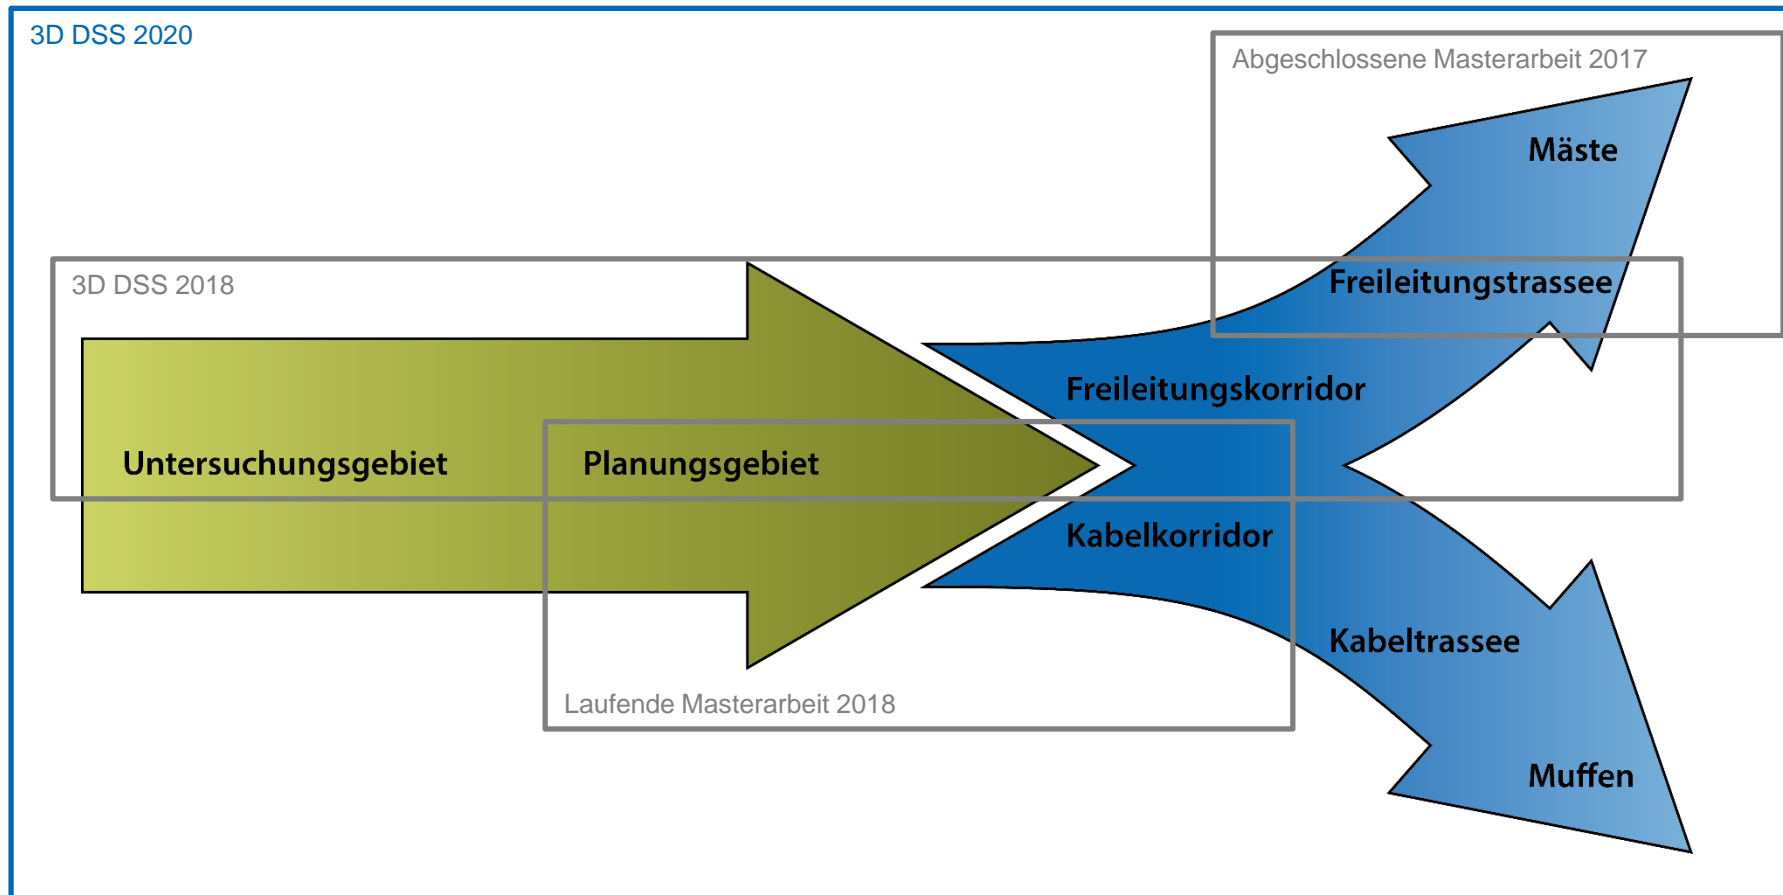 3D DSS 2020
Abgeschlossene Masterarbeit 2017
Mäste
3D DSS 2018
Freileitungstrassee
Freileitungskorridor
Untersuchungsgebiet
Planungsgebiet
Kabelkorridor
Kabeltrassee
Laufende Masterarbeit 2018
Muffen